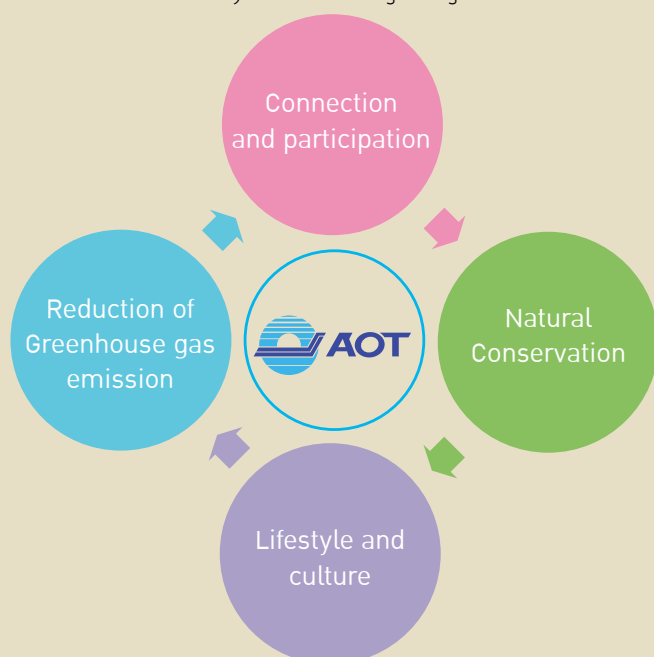 Connection
and participation
Reduction of
Greenhouse gas
emission
AOT
Natural
Conservation
Lifestyle and
culture